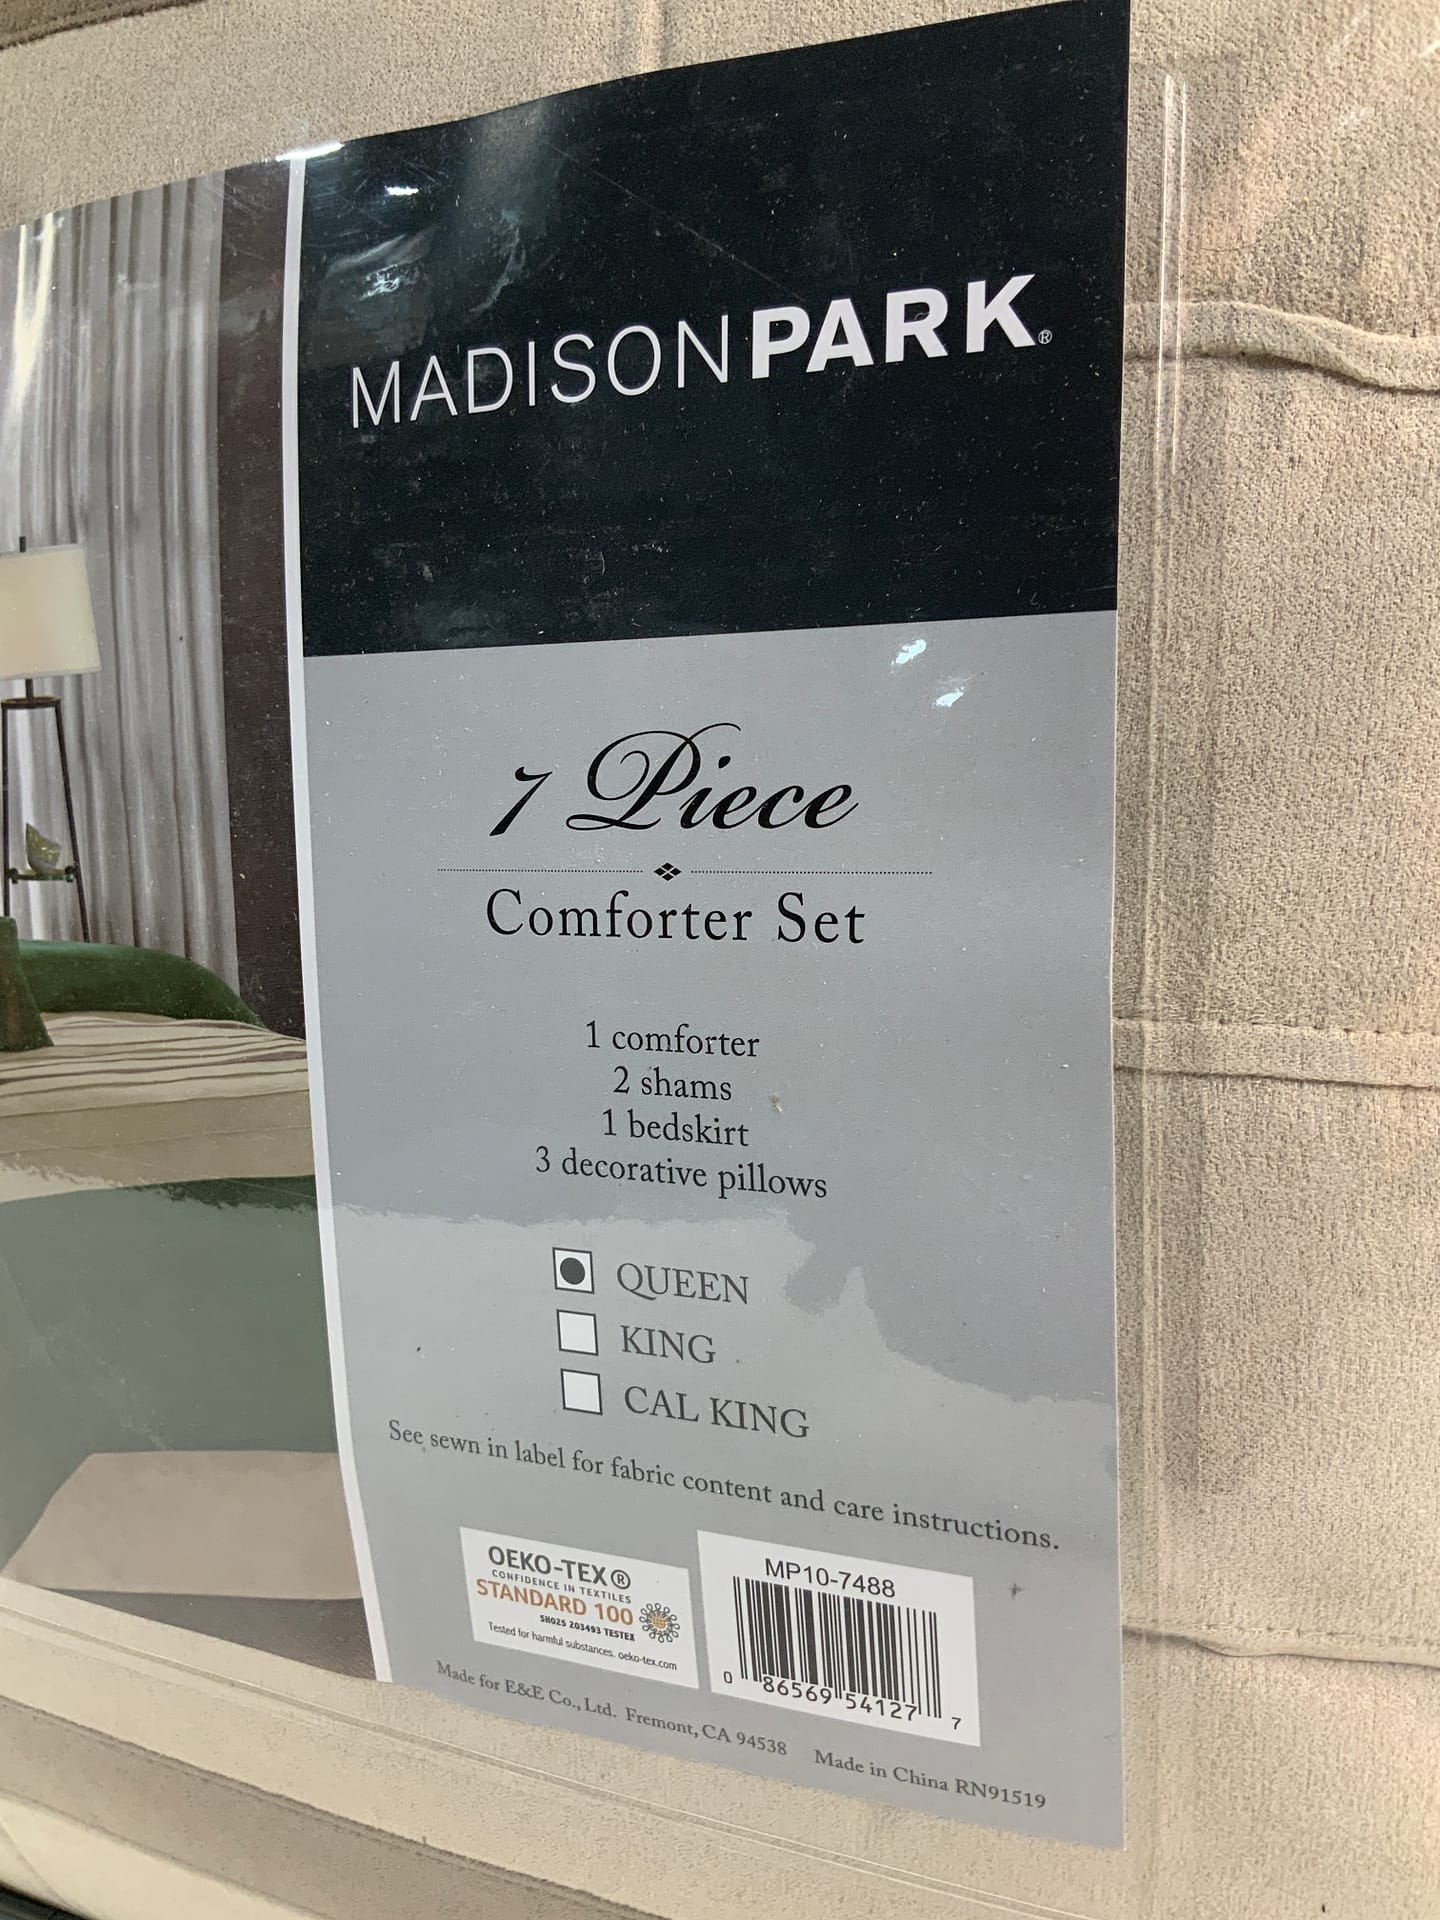 MADISONPARK®
7 Piece
Comforter Set
1 comforter
2 shams
1 bedskirt
3 decorative pillows
QUEEN
KING
CAL KING
See sewn in label for fabric content and care instructions.
OEKO-TEX®
CONFIDENCE IN TEXTILES
STANDARD 100
SH025 203493 TESTEX
Tested for harmful substances. oeko-tex.com
MP10-7488
0 86569 54127 7
Made for E&E Co., Ltd. Fremont, CA 94538 Made in China RN91519